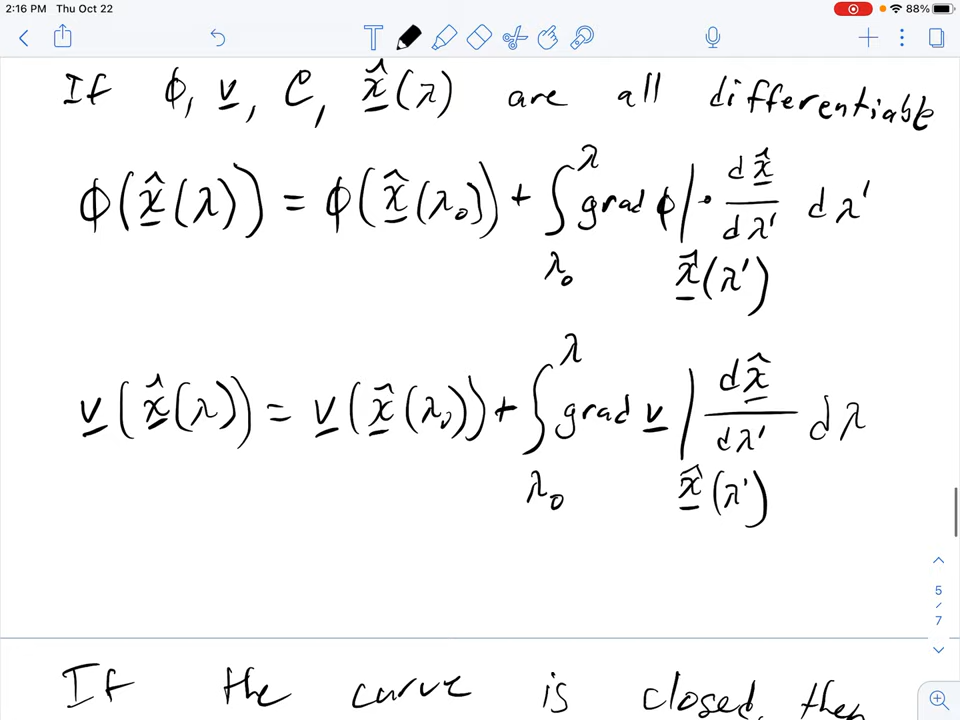 2:16 PM Thu Oct 22 88%
T
If ϕ, v̲, C, x̲̂(λ) are all differentiable
ϕ(x̲̂(λ)) = ϕ(x̲̂(λ₀)) + ∫_{λ₀}^{λ} grad ϕ|_{x̲̂(λ')} · dx̲̂/dλ' dλ'
v̲(x̲̂(λ)) = v̲(x̲̂(λ₀)) + ∫_{λ₀}^{λ} grad v̲|_{x̲̂(λ')} dx̲̂/dλ' dλ
5
/
7
If the curve is closed, then